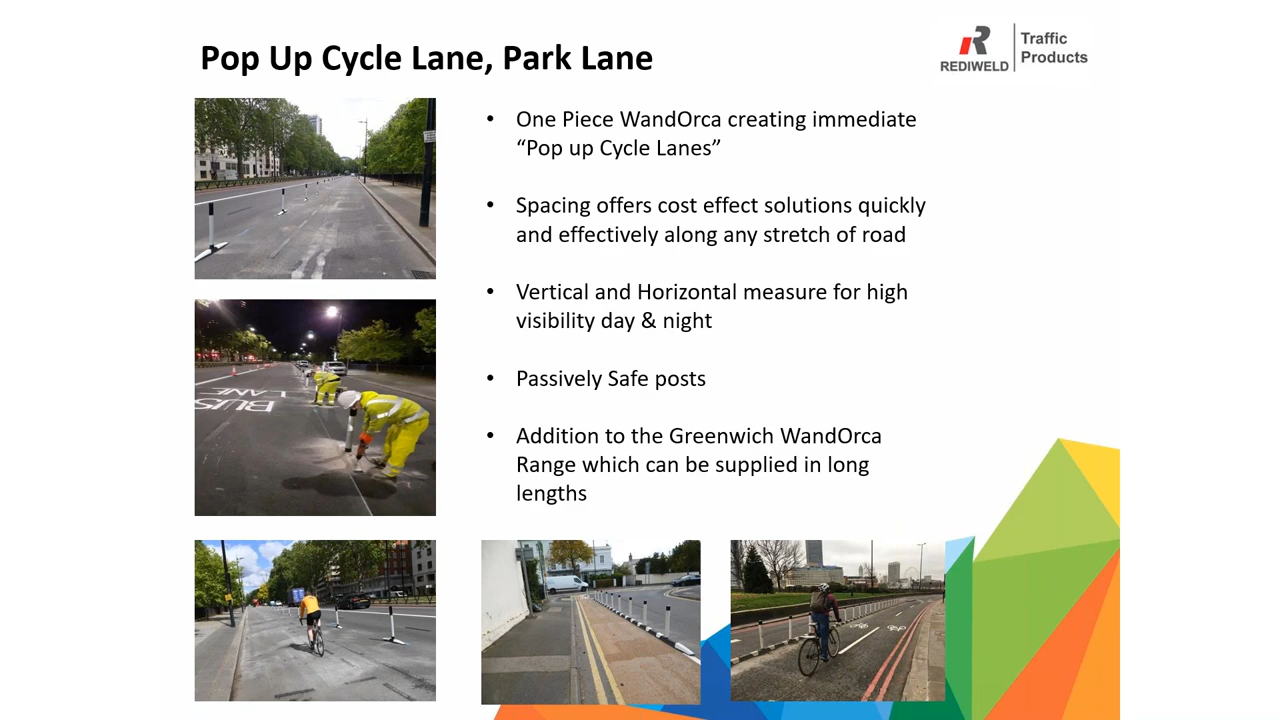 Pop Up Cycle Lane, Park Lane
REDIWELD
Traffic
Products
• One Piece WandOrca creating immediate
“Pop up Cycle Lanes”
• Spacing offers cost effect solutions quickly
and effectively along any stretch of road
• Vertical and Horizontal measure for high
visibility day & night
• Passively Safe posts
• Addition to the Greenwich WandOrca
Range which can be supplied in long
lengths
BUS
LANE